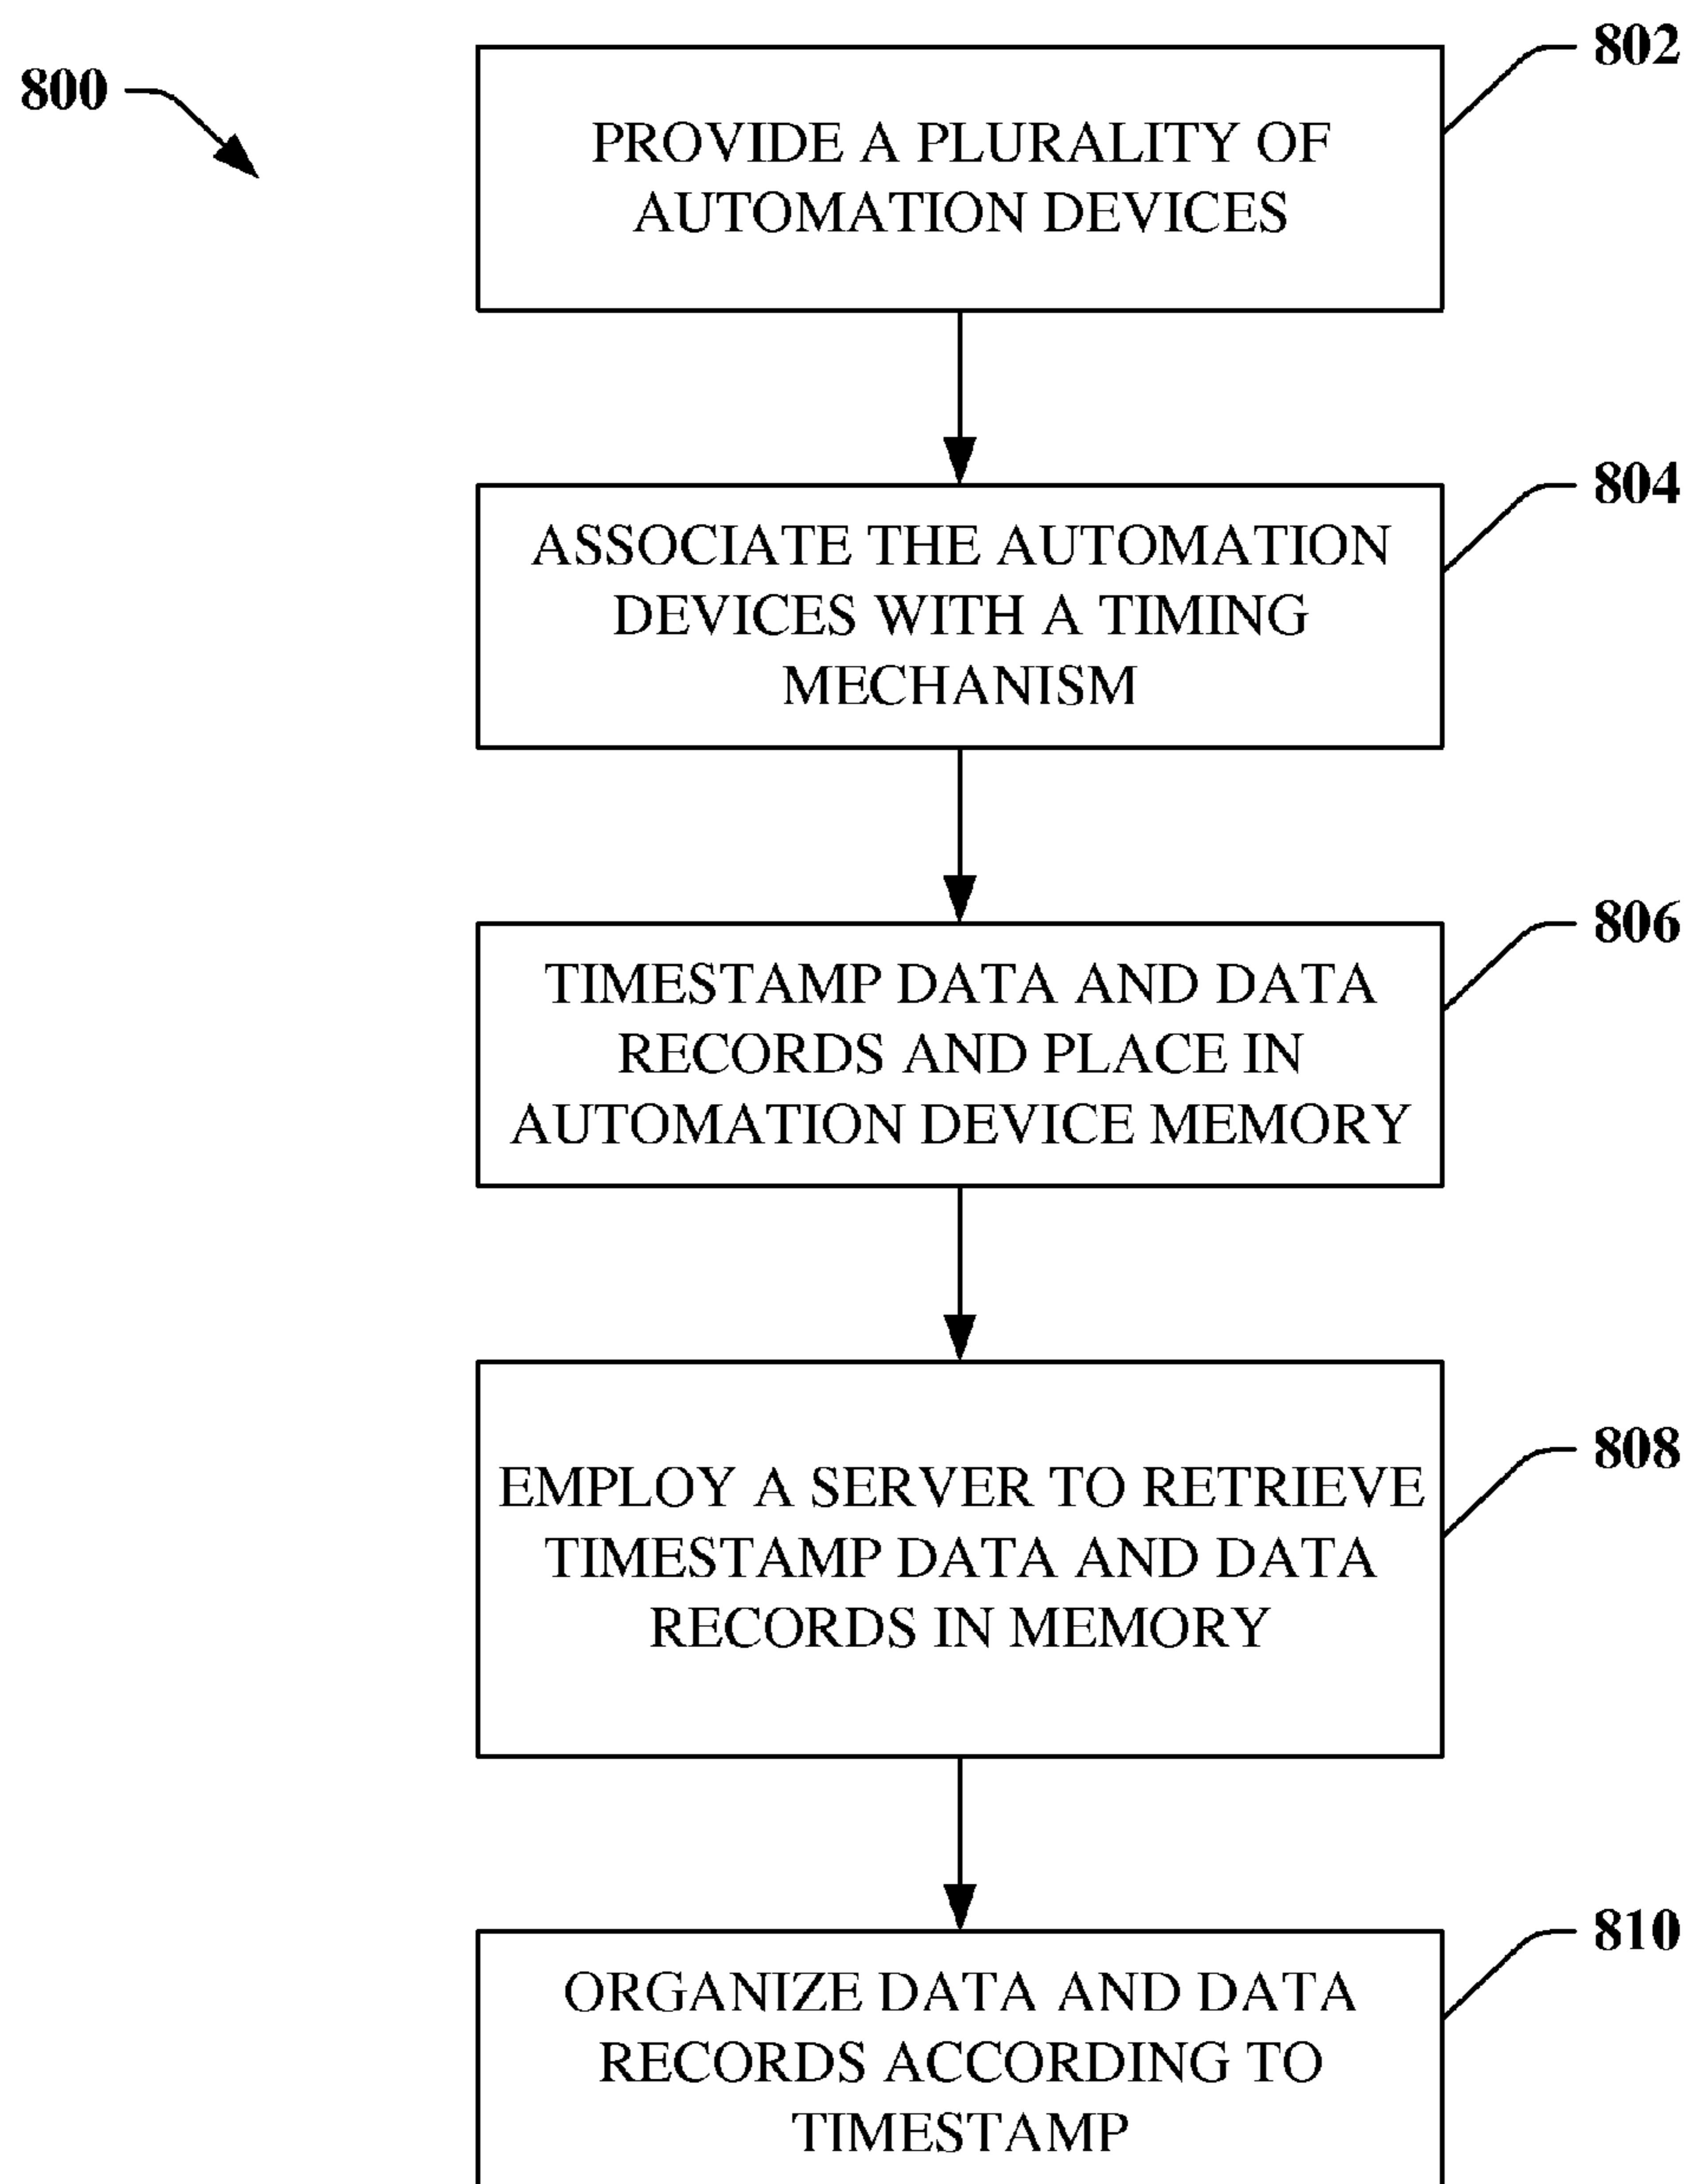 800
802
PROVIDE A PLURALITY OF
AUTOMATION DEVICES
804
ASSOCIATE THE AUTOMATION
DEVICES WITH A TIMING
MECHANISM
806
TIMESTAMP DATA AND DATA
RECORDS AND PLACE IN
AUTOMATION DEVICE MEMORY
808
EMPLOY A SERVER TO RETRIEVE
TIMESTAMP DATA AND DATA
RECORDS IN MEMORY
810
ORGANIZE DATA AND DATA
RECORDS ACCORDING TO
TIMESTAMP